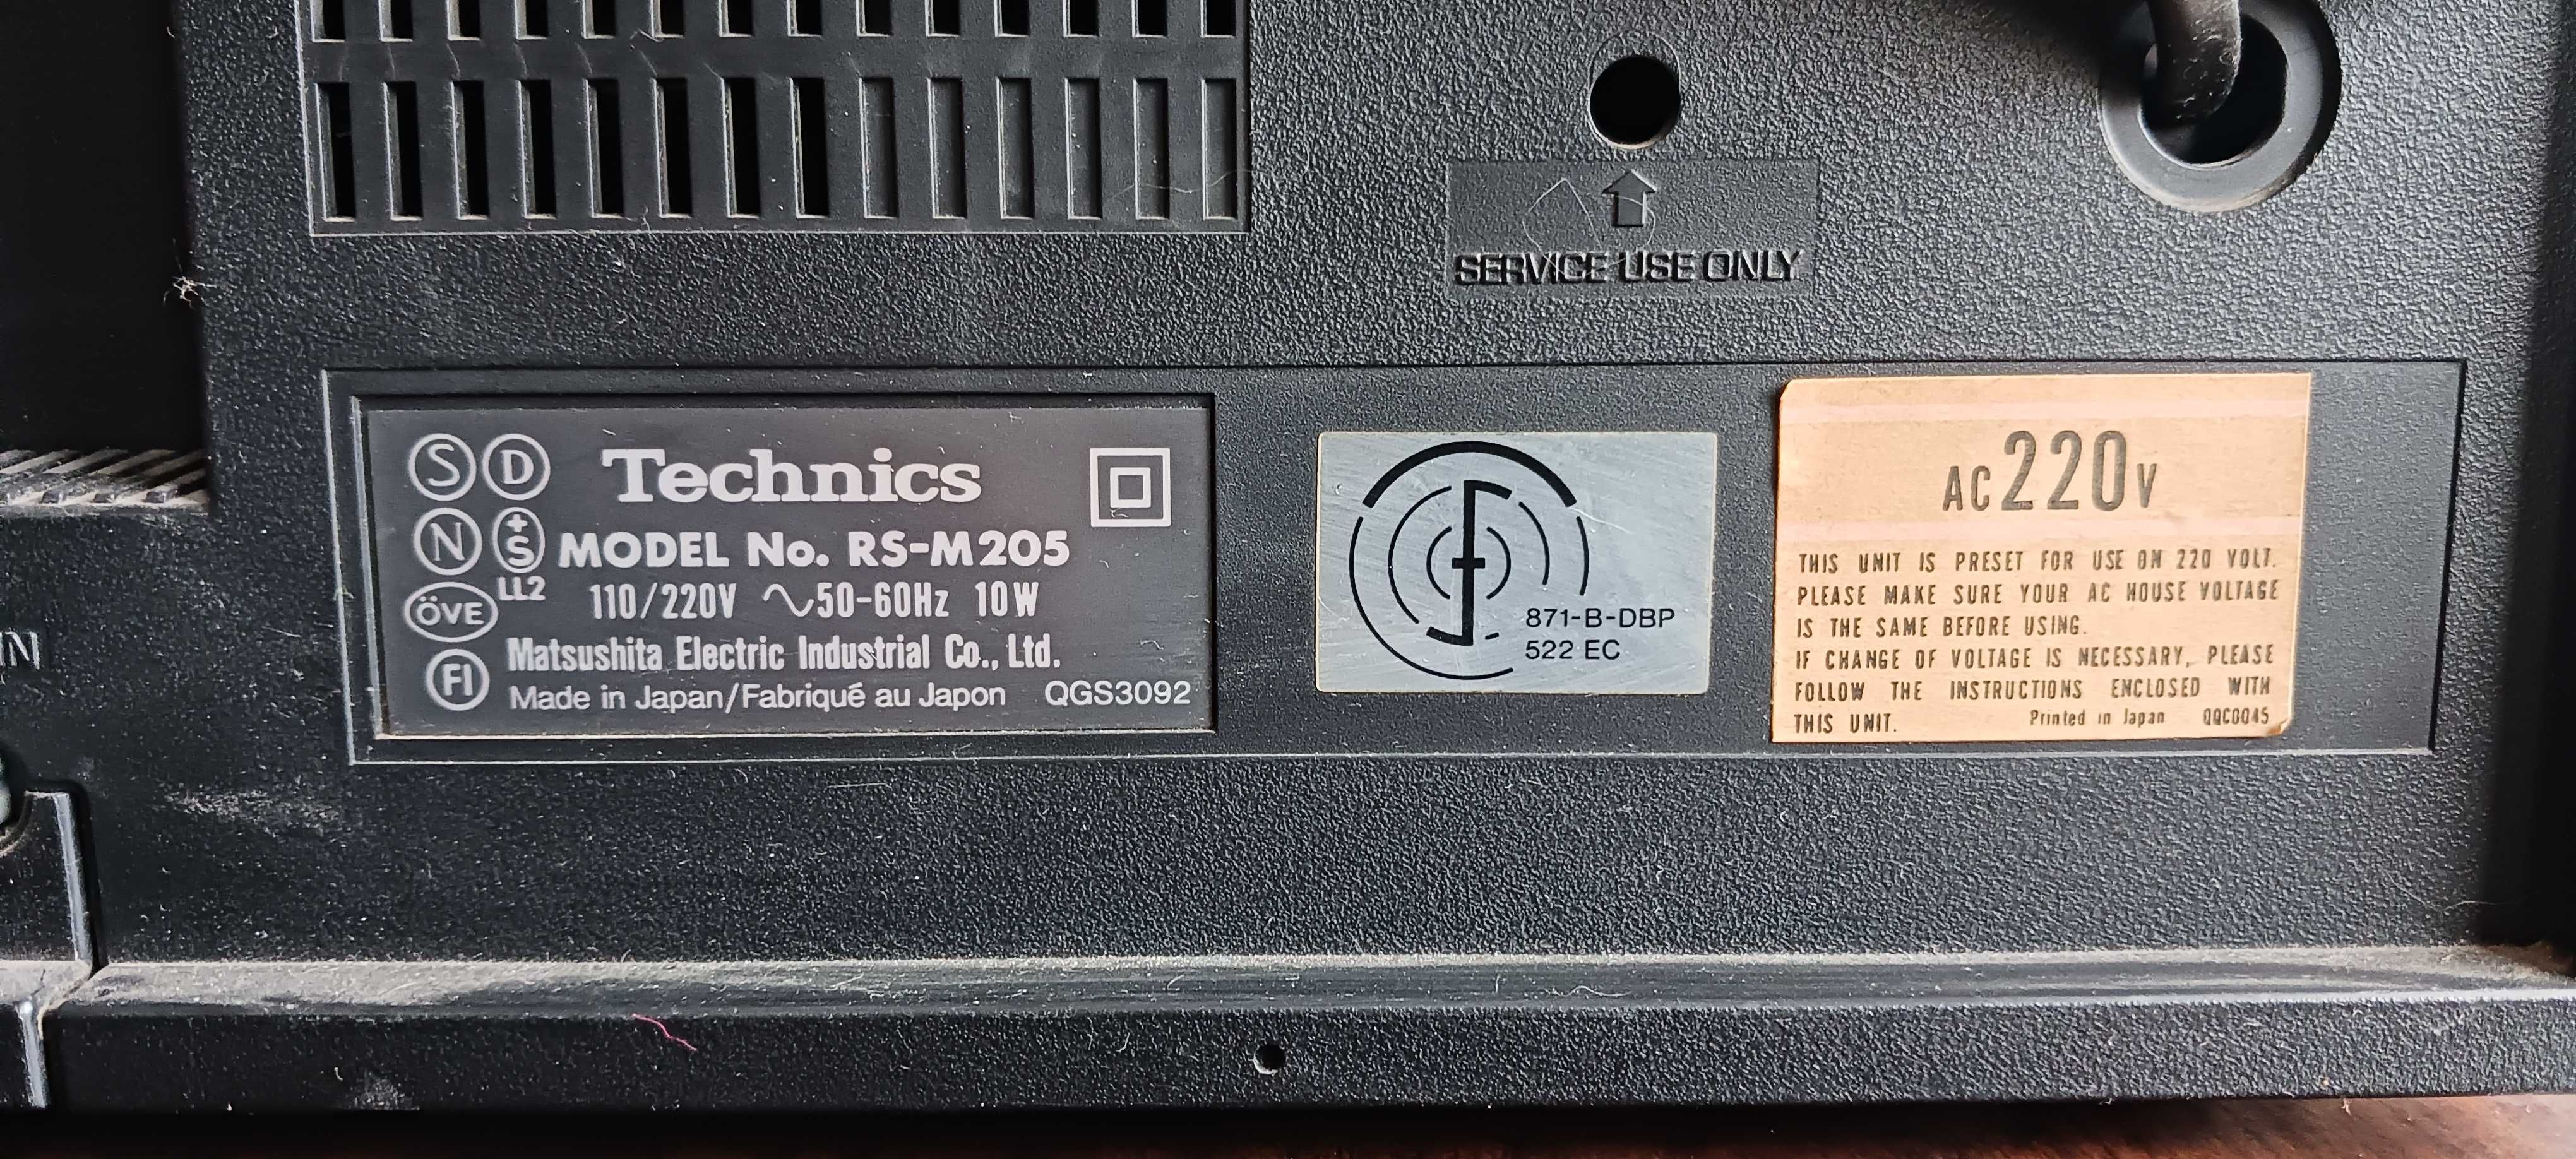 SERVICE USE ONLY
S D
N +S
LL2
ÖVE
FI
Technics
MODEL No. RS-M205
110/220V ∿50-60Hz 10W
Matsushita Electric Industrial Co., Ltd.
Made in Japan/Fabriqué au Japon QGS3092
871-B-DBP
522 EC
AC 220V
THIS UNIT IS PRESET FOR USE ON 220 VOLT.
PLEASE MAKE SURE YOUR AC HOUSE VOLTAGE
IS THE SAME BEFORE USING.
IF CHANGE OF VOLTAGE IS NECESSARY, PLEASE
FOLLOW THE INSTRUCTIONS ENCLOSED WITH
THIS UNIT. Printed in Japan QQC0045